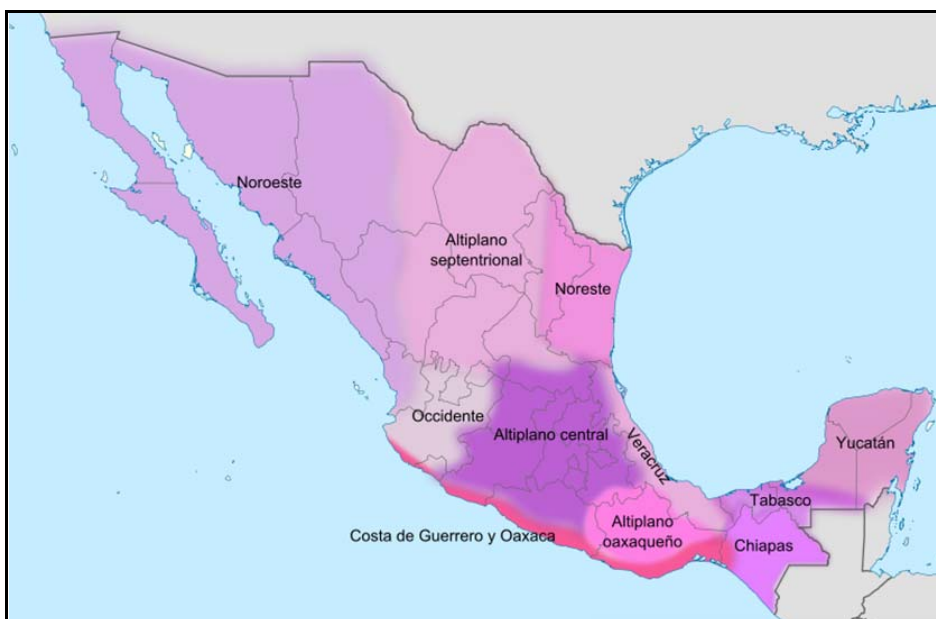 Noroeste
Altiplano
septentrional
Noreste
Occidente
Altiplano central
Veracruz
Yucatán
Tabasco
Costa de Guerrero y Oaxaca
Altiplano
oaxaqueño
Chiapas